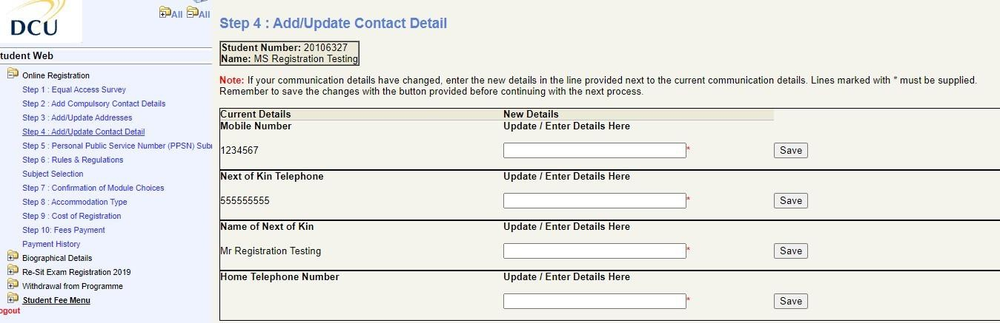 DCU
All All
tudent Web
Online Registration
Step 1 : Equal Access Survey
Step 2 : Add Compulsory Contact Details
Step 3 : Add/Update Addresses
Step 4 : Add/Update Contact Detail
Step 5 : Personal Public Service Number (PPSN) Subr
Step 6 : Rules & Regulations
Subject Selection
Step 7 : Confirmation of Module Choices
Step 8 : Accommodation Type
Step 9 : Cost of Registration
Step 10: Fees Payment
Payment History
Biographical Details
Re-Sit Exam Registration 2019
Withdrawal from Programme
Student Fee Menu
ogout
Step 4 : Add/Update Contact Detail
Student Number: 20106327
Name: MS Registration Testing
Note: If your communication details have changed, enter the new details in the line provided next to the current communication details. Lines marked with * must be supplied.
Remember to save the changes with the button provided before continuing with the next process.
Current Details New Details
Mobile Number Update / Enter Details Here
1234567 * Save
Next of Kin Telephone Update / Enter Details Here
555555555 * Save
Name of Next of Kin Update / Enter Details Here
Mr Registration Testing * Save
Home Telephone Number Update / Enter Details Here
* Save